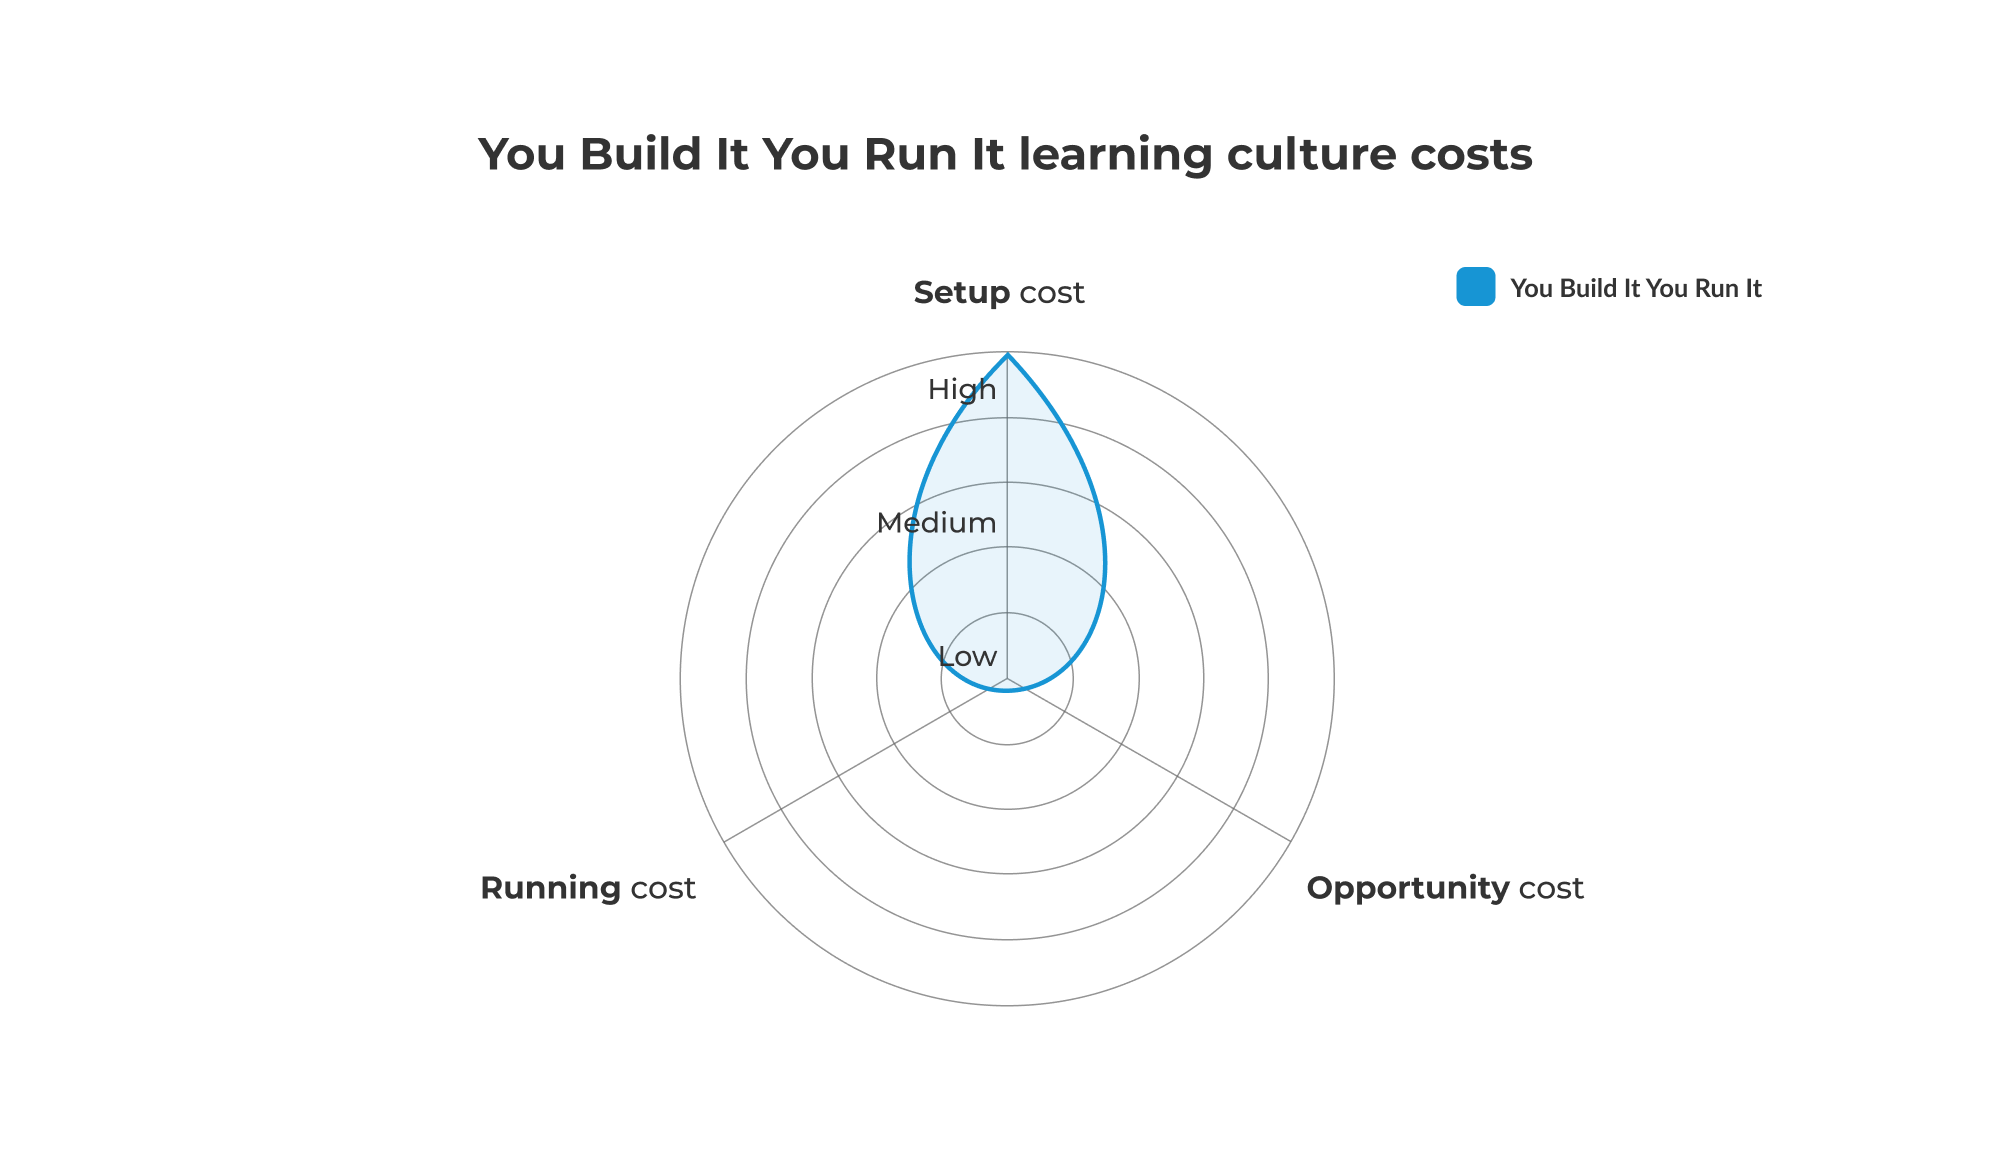 You Build It You Run It learning culture costs
Setup cost
You Build It You Run It
High
Medium
Low
Running cost
Opportunity cost